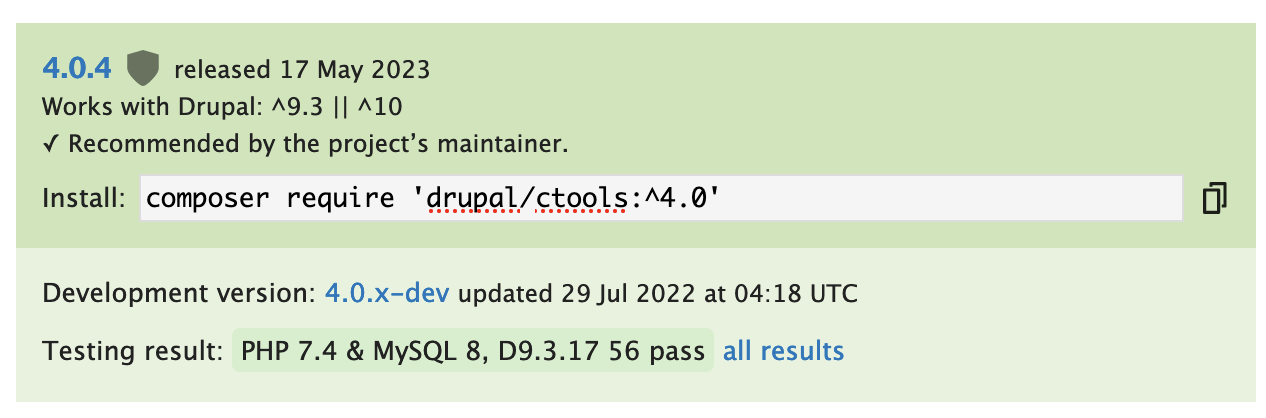 4.0.4 released 17 May 2023
Works with Drupal: ^9.3 || ^10
✓ Recommended by the project’s maintainer.
Install: composer require 'drupal/ctools:^4.0'
Development version: 4.0.x-dev updated 29 Jul 2022 at 04:18 UTC
Testing result: PHP 7.4 & MySQL 8, D9.3.17 56 pass all results